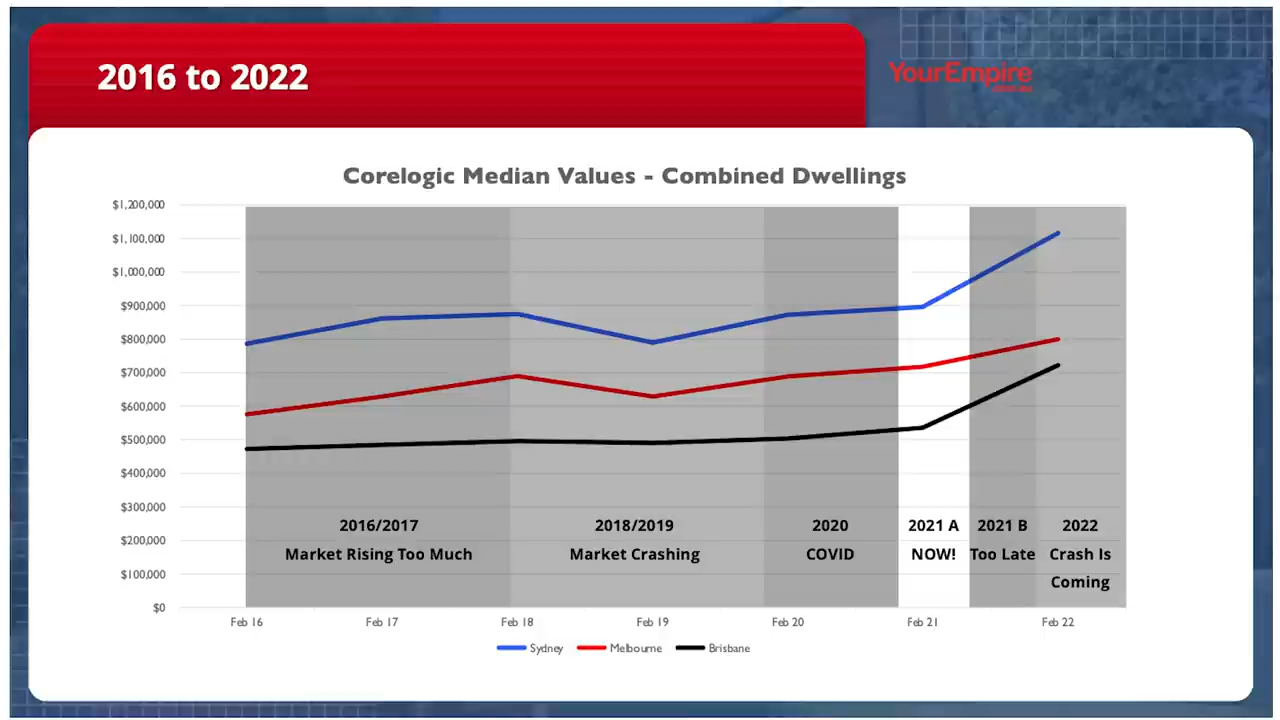 2016 to 2022
YourEmpire
.com.au
Corelogic Median Values - Combined Dwellings
$1,200,000
$1,100,000
$1,000,000
$900,000
$800,000
$700,000
$600,000
$500,000
$400,000
$300,000
$200,000
$100,000
$0
2016/2017
Market Rising Too Much
2018/2019
Market Crashing
2020
COVID
2021 A
NOW!
2021 B
Too Late
2022
Crash Is
Coming
Feb 16 Feb 17 Feb 18 Feb 19 Feb 20 Feb 21 Feb 22
Sydney Melbourne Brisbane